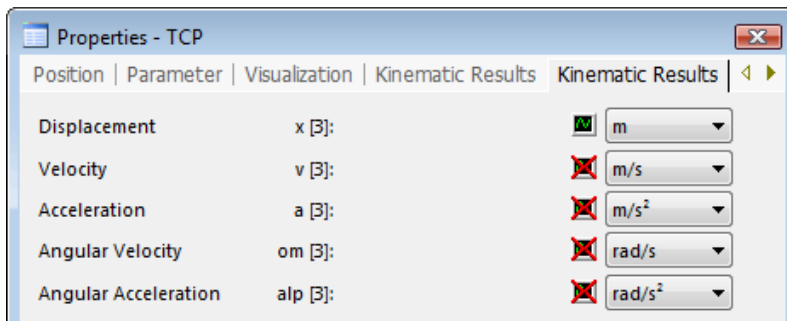 Properties - TCP
Position | Parameter | Visualization | Kinematic Results Kinematic Results
Displacement x [3]: m
Velocity v [3]: m/s
Acceleration a [3]: m/s²
Angular Velocity om [3]: rad/s
Angular Acceleration alp [3]: rad/s²